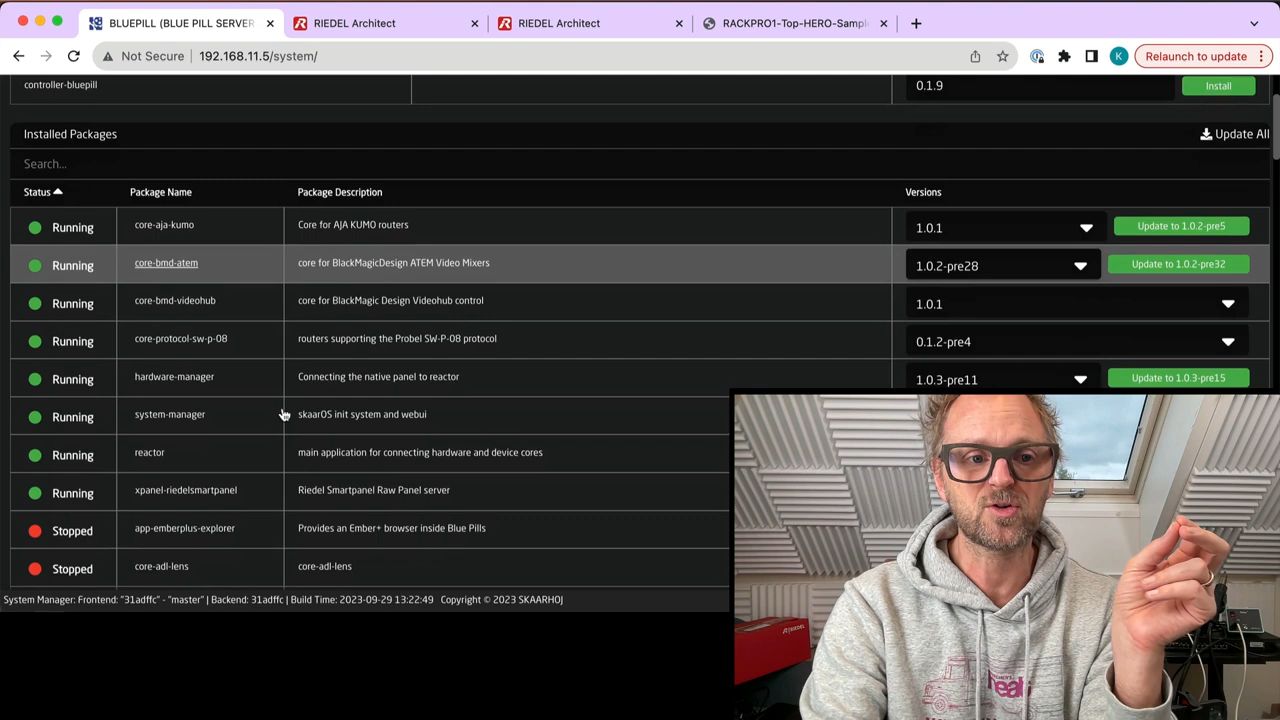 BLUEPILL (BLUE PILL SERVER
RIEDEL Architect
RIEDEL Architect
RACKPRO1-Top-HERO-Sampl
Not Secure
192.168.11.5/system/
K
Relaunch to update
controller-bluepill
0.1.9
Install
Installed Packages
Update All
Search...
Status
Package Name
Package Description
Versions
Running
core-aja-kumo
Core for AJA KUMO routers
1.0.1
Update to 1.0.2-pre5
Running
core-bmd-atem
core for BlackMagicDesign ATEM Video Mixers
1.0.2-pre28
Update to 1.0.2-pre32
Running
core-bmd-videohub
core for BlackMagic Design Videohub control
1.0.1
Running
core-protocol-sw-p-08
routers supporting the Probel SW-P-08 protocol
0.1.2-pre4
Running
hardware-manager
Connecting the native panel to reactor
1.0.3-pre11
Update to 1.0.3-pre15
Running
system-manager
skaarOS init system and webui
Running
reactor
main application for connecting hardware and device cores
Running
xpanel-riedelsmartpanel
Riedel Smartpanel Raw Panel server
Stopped
app-emberplus-explorer
Provides an Ember+ browser inside Blue Pills
Stopped
core-adl-lens
core-adl-lens
System Manager: Frontend: "31adffc" - "master" | Backend: 31adffc | Build Time: 2023-09-29 13:22:49 Copyright © 2023 SKAARHOJ
RIEDEL